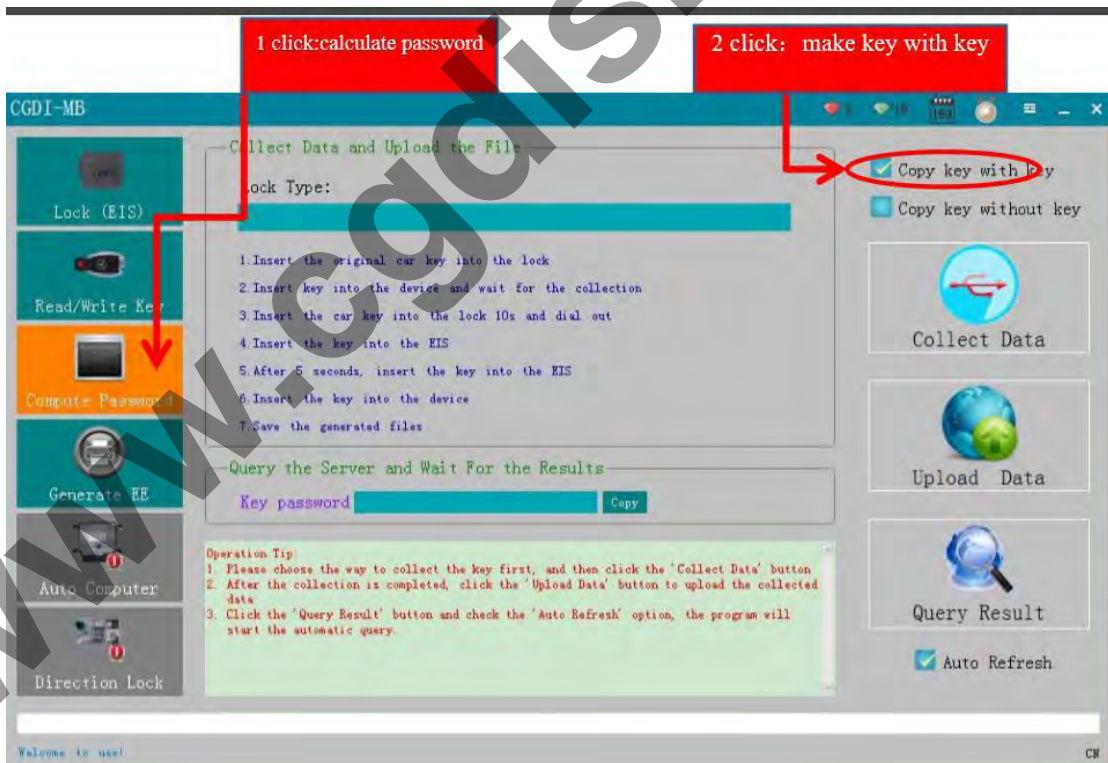 1 click:calculate password
2 click: make key with key
CGDI-MB
Collect Data and Upload the File
Lock Type:
Copy key with key
Copy key without key
Lock (EIS)
1.Insert the original car key into the lock
2.Insert key into the device and wait for the collection
3.Insert the car key into the lock 10s and dial out
4.Insert the key into the EIS
5.After 5 seconds, insert the key into the EIS
6.Insert the key into the device
7.Save the generated files
Read/Write Key
Collect Data
Compute Password
Query the Server and Wait For the Results
Key password
Copy
Generate EE
Upload Data
Operation Tip:
1. Please choose the way to collect the key first, and then click the 'Collect Data' button
2. After the collection is completed, click the 'Upload Data' button to upload the collected
data
3. Click the 'Query Result' button and check the 'Auto Refresh' option, the program will
start the automatic query.
Auto Computer
Query Result
Direction Lock
Auto Refresh
Welcome to use!
CN
www.cgdis